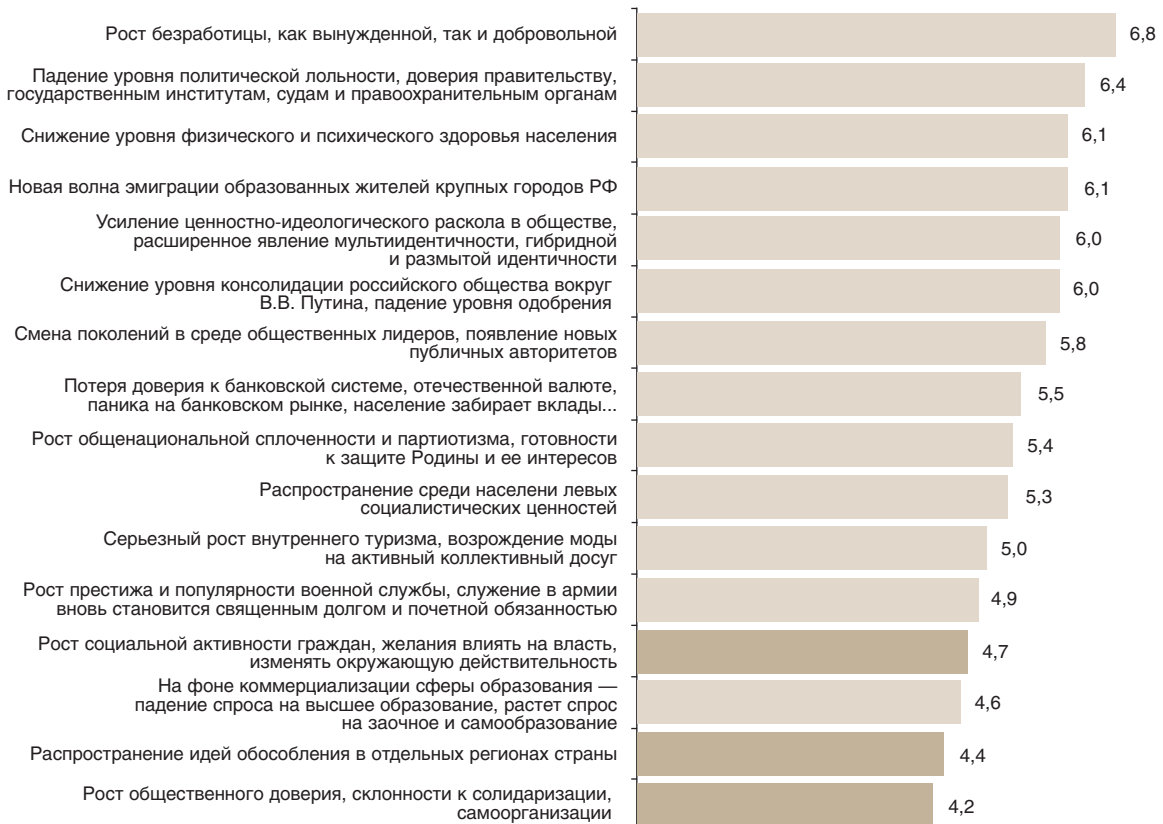 Рост безработицы, как вынужденной, так и добровольной
6,8
Падение уровня политической лольности, доверия правительству,
государственным институтам, судам и правоохранительным органам
6,4
Снижение уровня физического и психического здоровья населения
6,1
Новая волна эмиграции образованных жителей крупных городов РФ
6,1
Усиление ценностно-идеологического раскола в обществе,
расширенное явление мультиидентичности, гибридной
и размытой идентичности
6,0
Снижение уровня консолидации российского общества вокруг
В.В. Путина, падение уровня одобрения
6,0
Смена поколений в среде общественных лидеров, появление новых
публичных авторитетов
5,8
Потеря доверия к банковской системе, отечественной валюте,
паника на банковском рынке, население забирает вклады...
5,5
Рост общенациональной сплоченности и партиотизма, готовности
к защите Родины и ее интересов
5,4
Распространение среди населени левых
социалистических ценностей
5,3
Серьезный рост внутреннего туризма, возрождение моды
на активный коллективный досуг
5,0
Рост престижа и популярности военной службы, служение в армии
вновь становится священным долгом и почетной обязанностью
4,9
Рост социальной активности граждан, желания влиять на власть,
изменять окружающую действительность
4,7
На фоне коммерциализации сферы образования —
падение спроса на высшее образование, растет спрос
на заочное и самообразование
4,6
Распространение идей обособления в отдельных регионах страны
4,4
Рост общественного доверия, склонности к солидаризации,
самоорганизации
4,2